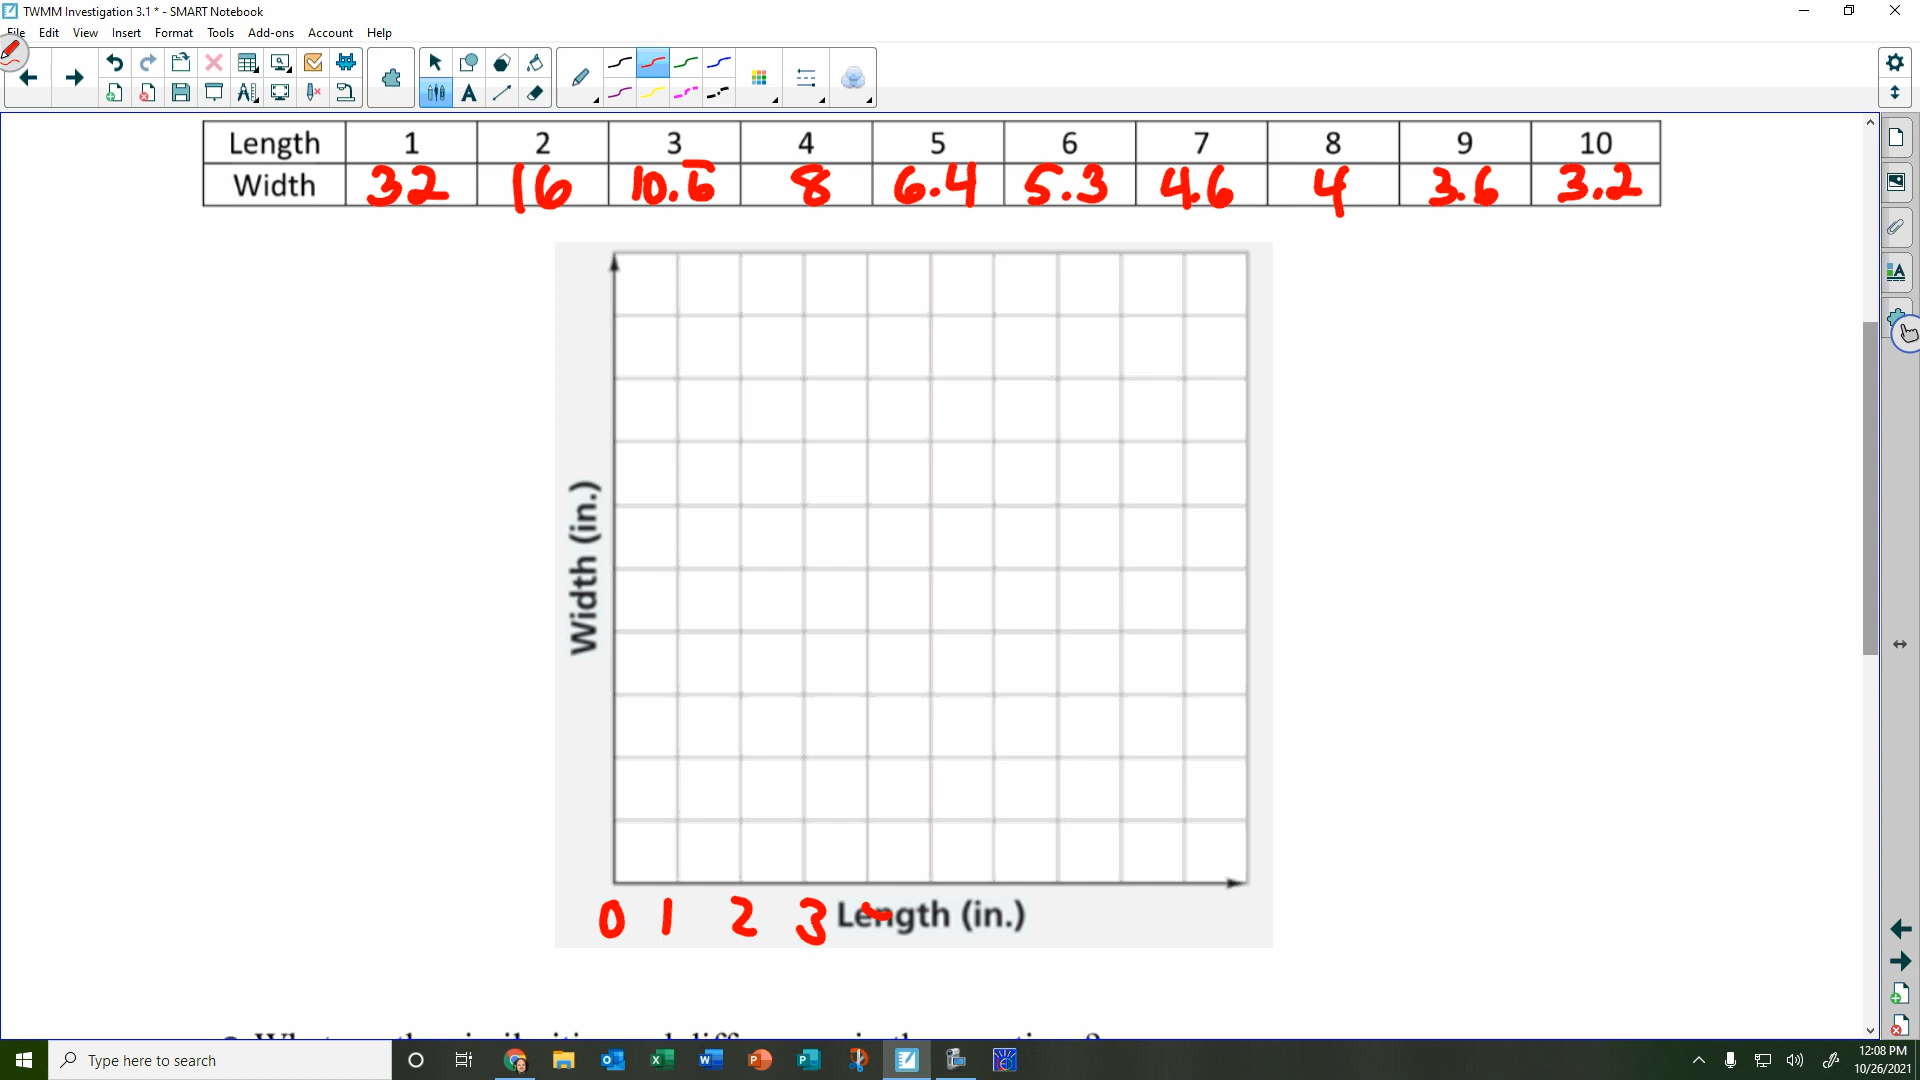 TWMM Investigation 3.1 * - SMART Notebook
File Edit View Insert Format Tools Add-ons Account Help
Length 1 2 3 4 5 6 7 8 9 10
Width 32 16 10.6̅ 8 6.4 5.3 4.6 4 3.6 3.2
Width (in.)
0 1 2 3 Length (in.)
Type here to search
12:08 PM
10/26/2021